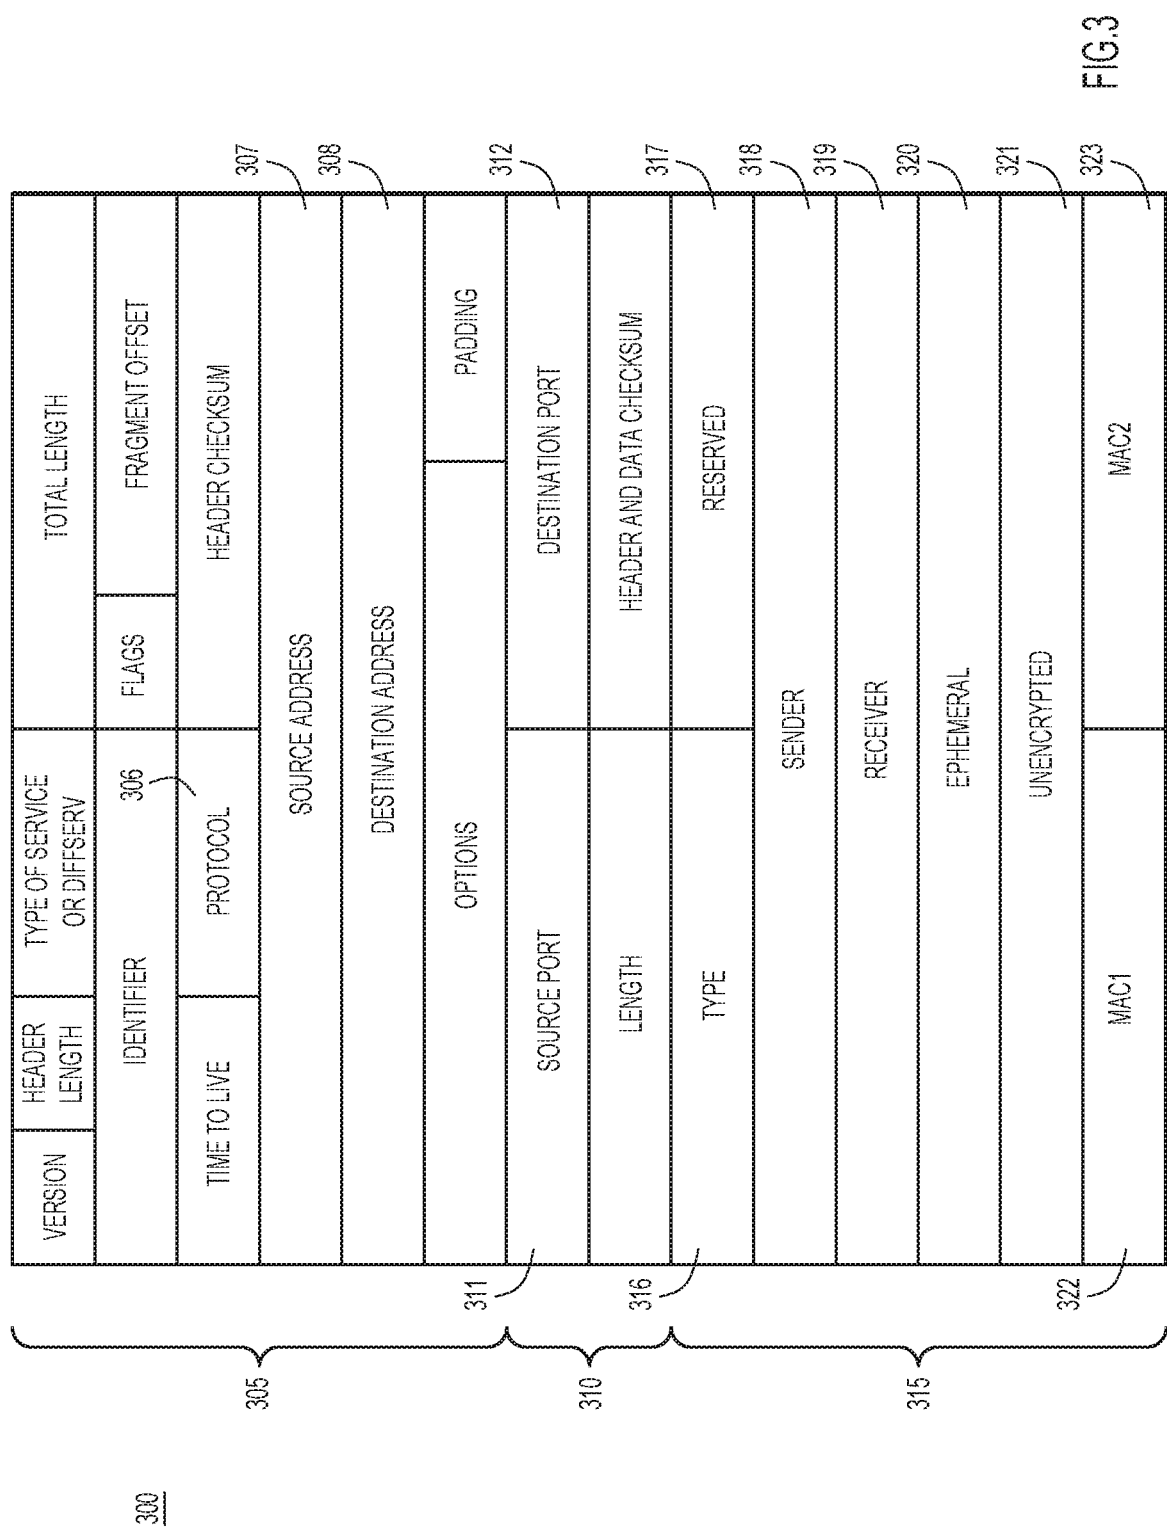 300
VERSION
HEADER
LENGTH
TYPE OF SERVICE
OR DIFFSERV
TOTAL LENGTH
IDENTIFIER
FLAGS
FRAGMENT OFFSET
TIME TO LIVE
306
PROTOCOL
HEADER CHECKSUM
305
SOURCE ADDRESS
307
DESTINATION ADDRESS
308
OPTIONS
PADDING
311
SOURCE PORT
DESTINATION PORT
312
310
LENGTH
HEADER AND DATA CHECKSUM
316
TYPE
RESERVED
317
SENDER
318
RECEIVER
319
315
EPHEMERAL
320
UNENCRYPTED
321
322
MAC1
MAC2
323
FIG.3